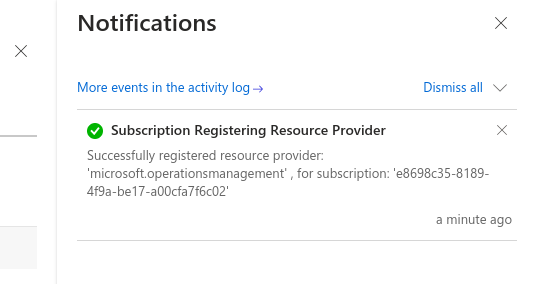 Notifications
More events in the activity log →
Dismiss all
Subscription Registering Resource Provider
Successfully registered resource provider:
'microsoft.operationsmanagement' , for subscription: 'e8698c35-8189-
4f9a-be17-a00cfa7f6c02'
a minute ago